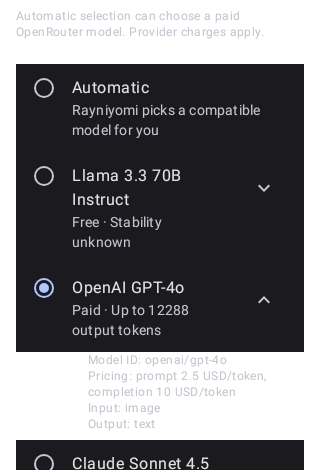 Automatic selection can choose a paid
OpenRouter model. Provider charges apply.
Automatic
Rayniyomi picks a compatible
model for you
Llama 3.3 70B
Instruct
Free · Stability
unknown
OpenAI GPT-4o
Paid · Up to 12288
output tokens
Model ID: openai/gpt-4o
Pricing: prompt 2.5 USD/token,
completion 10 USD/token
Input: image
Output: text
Claude Sonnet 4.5